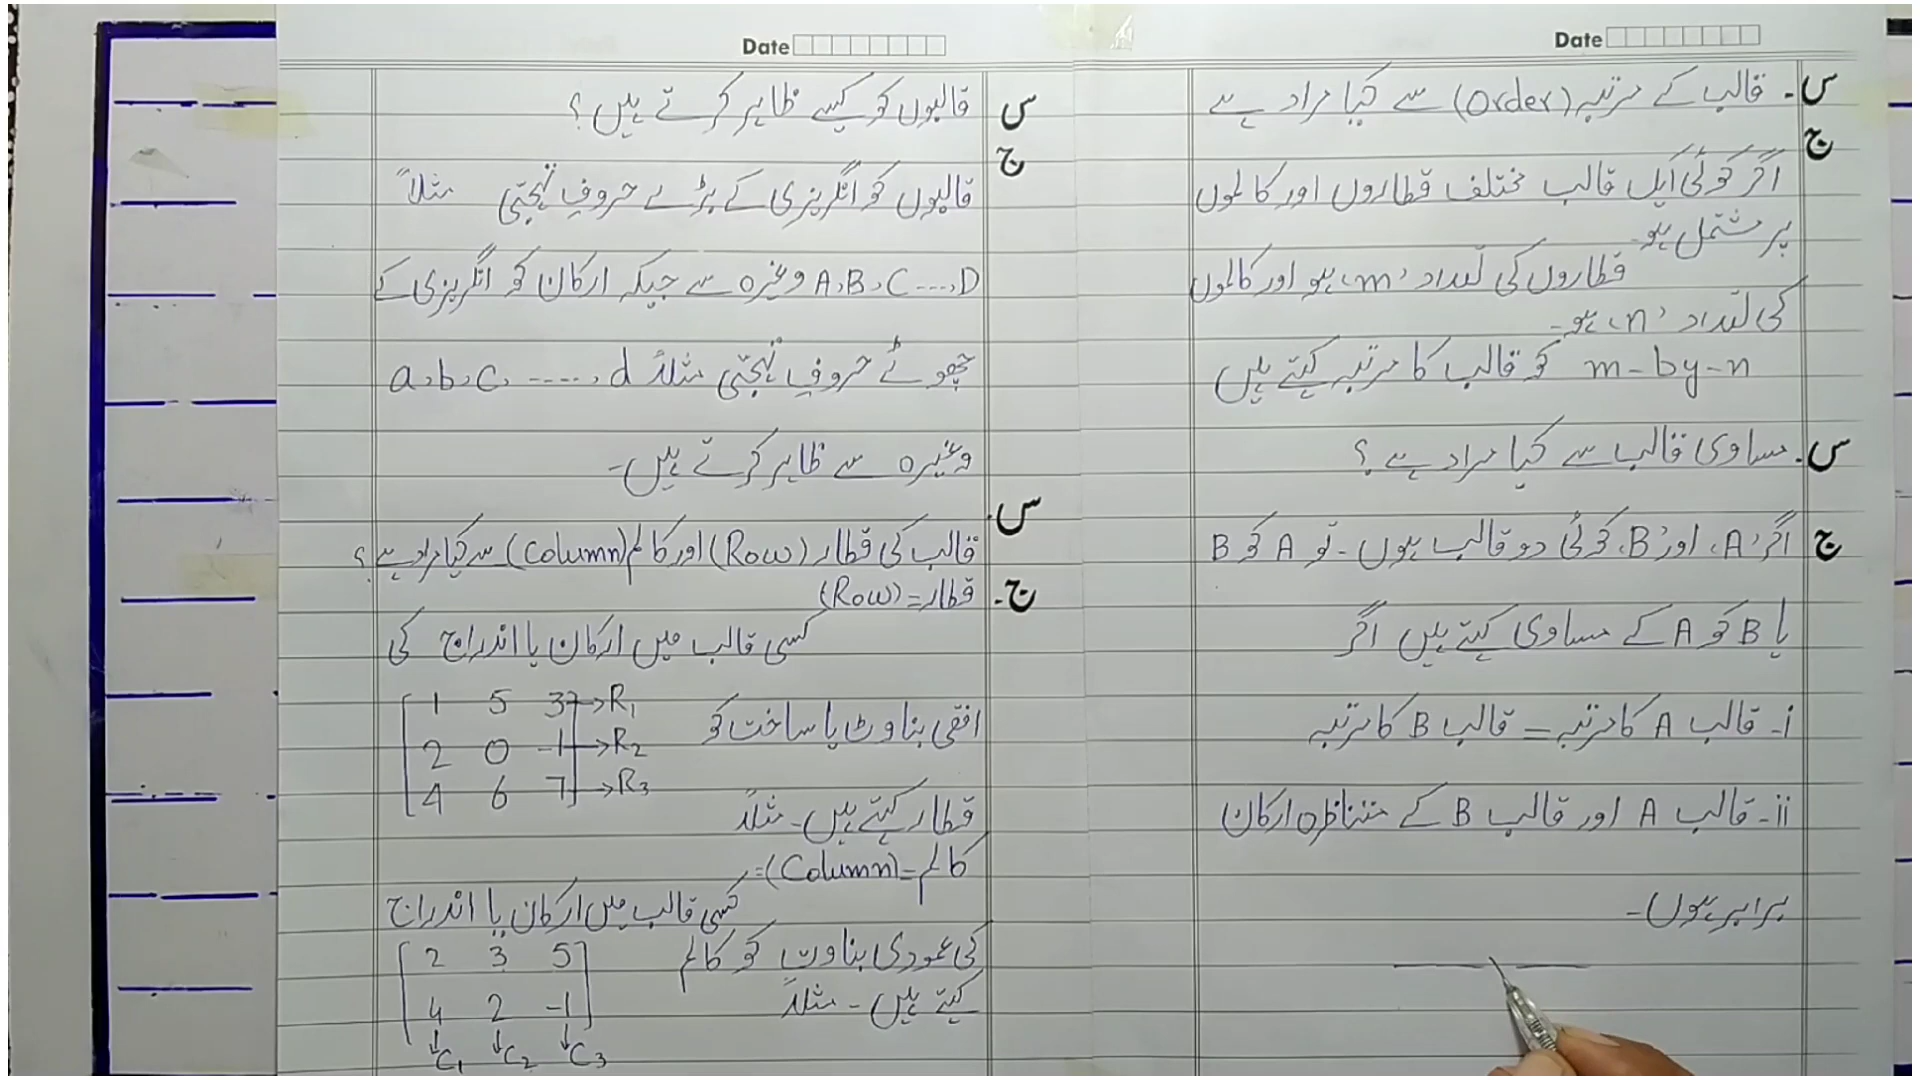 Date
س۔ قالب کے مرتبہ (Order) سے کیا مراد ہے
ج
اگر کوئی ایک قالب مختلف قطاروں اور کالموں
پر مشتمل ہو۔
قطاروں کی تعداد 'm' ہو اور کالموں
کی تعداد 'n' ہو۔
m-by-n کو قالب کا مرتبہ کہتے ہیں
س۔ مساوی قالب سے کیا مراد ہے؟
ج اگر 'A' اور 'B' کوئی دو قالب ہوں۔ تو A کو B
یا B کو A کے مساوی کہتے ہیں اگر
i۔ قالب A کا مرتبہ = قالب B کا مرتبہ
ii۔ قالب A اور قالب B کے متناظرہ ارکان
برابر ہوں۔
Date
س قالبوں کو کیسے ظاہر کرتے ہیں؟
ج
قالبوں کو انگریزی کے بڑے حروفِ تہجّی مثلاً
A،B،C....،D وغیرہ سے جبکہ ارکان کو انگریزی کے
چھوٹے حروفِ تہجّی مثلاً a،b،c، .....، d
وغیرہ سے ظاہر کرتے ہیں۔
س۔
قالب کی قطار (Row) اور کالم (Column) سے کیا مراد ہے؟
ج۔ قطار = (Row)
کسی قالب میں ارکان یا اندراج کی
افقی بناوٹ یا ساخت کو
قطار کہتے ہیں۔ مثلاً
1 5 3 → R₁
2 0 -1 → R₂
4 6 7 → R₃
کالم = (Column) =
کسی قالب میں ارکان یا اندراج
کی عمودی بناوٹ کو کالم
کہتے ہیں۔ مثلاً
2 3 5
4 2 -1
↓C₁ ↓C₂ ↓C₃